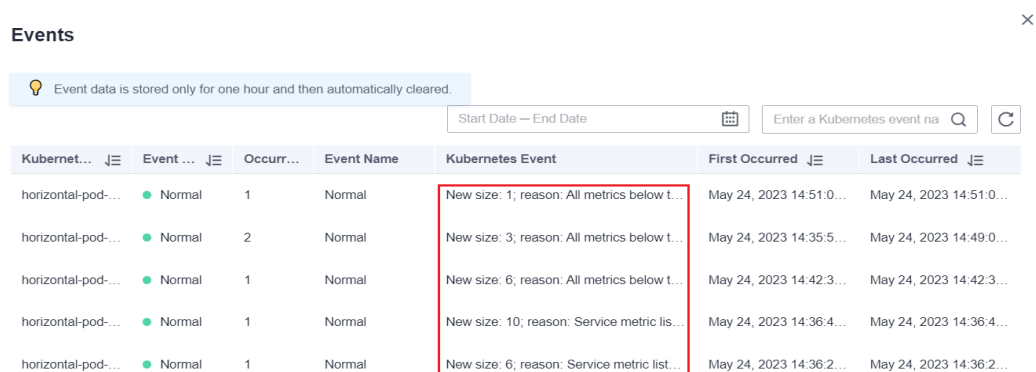 Events
Event data is stored only for one hour and then automatically cleared.
Start Date — End Date
Enter a Kubernetes event na
Kubernet... Event ... Occurr... Event Name Kubernetes Event First Occurred Last Occurred
horizontal-pod-... Normal 1 Normal New size: 1; reason: All metrics below t... May 24, 2023 14:51:0... May 24, 2023 14:51:0...
horizontal-pod-... Normal 2 Normal New size: 3; reason: All metrics below t... May 24, 2023 14:35:5... May 24, 2023 14:49:0...
horizontal-pod-... Normal 1 Normal New size: 6; reason: All metrics below t... May 24, 2023 14:42:3... May 24, 2023 14:42:3...
horizontal-pod-... Normal 1 Normal New size: 10; reason: Service metric lis... May 24, 2023 14:36:4... May 24, 2023 14:36:4...
horizontal-pod-... Normal 1 Normal New size: 6; reason: Service metric list... May 24, 2023 14:36:2... May 24, 2023 14:36:2...